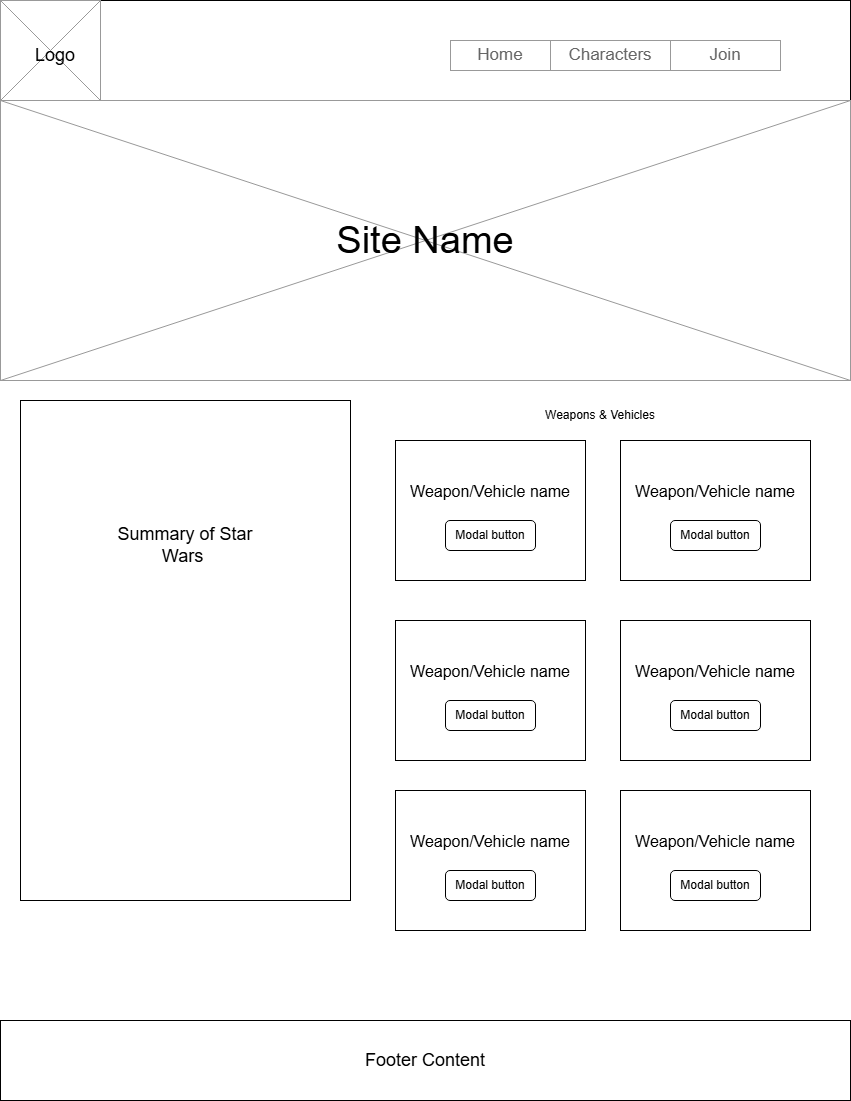 Logo
Home
Characters
Join
Site Name
Summary of Star
Wars
Weapons & Vehicles
Weapon/Vehicle name
Modal button
Weapon/Vehicle name
Modal button
Weapon/Vehicle name
Modal button
Weapon/Vehicle name
Modal button
Weapon/Vehicle name
Modal button
Weapon/Vehicle name
Modal button
Footer Content